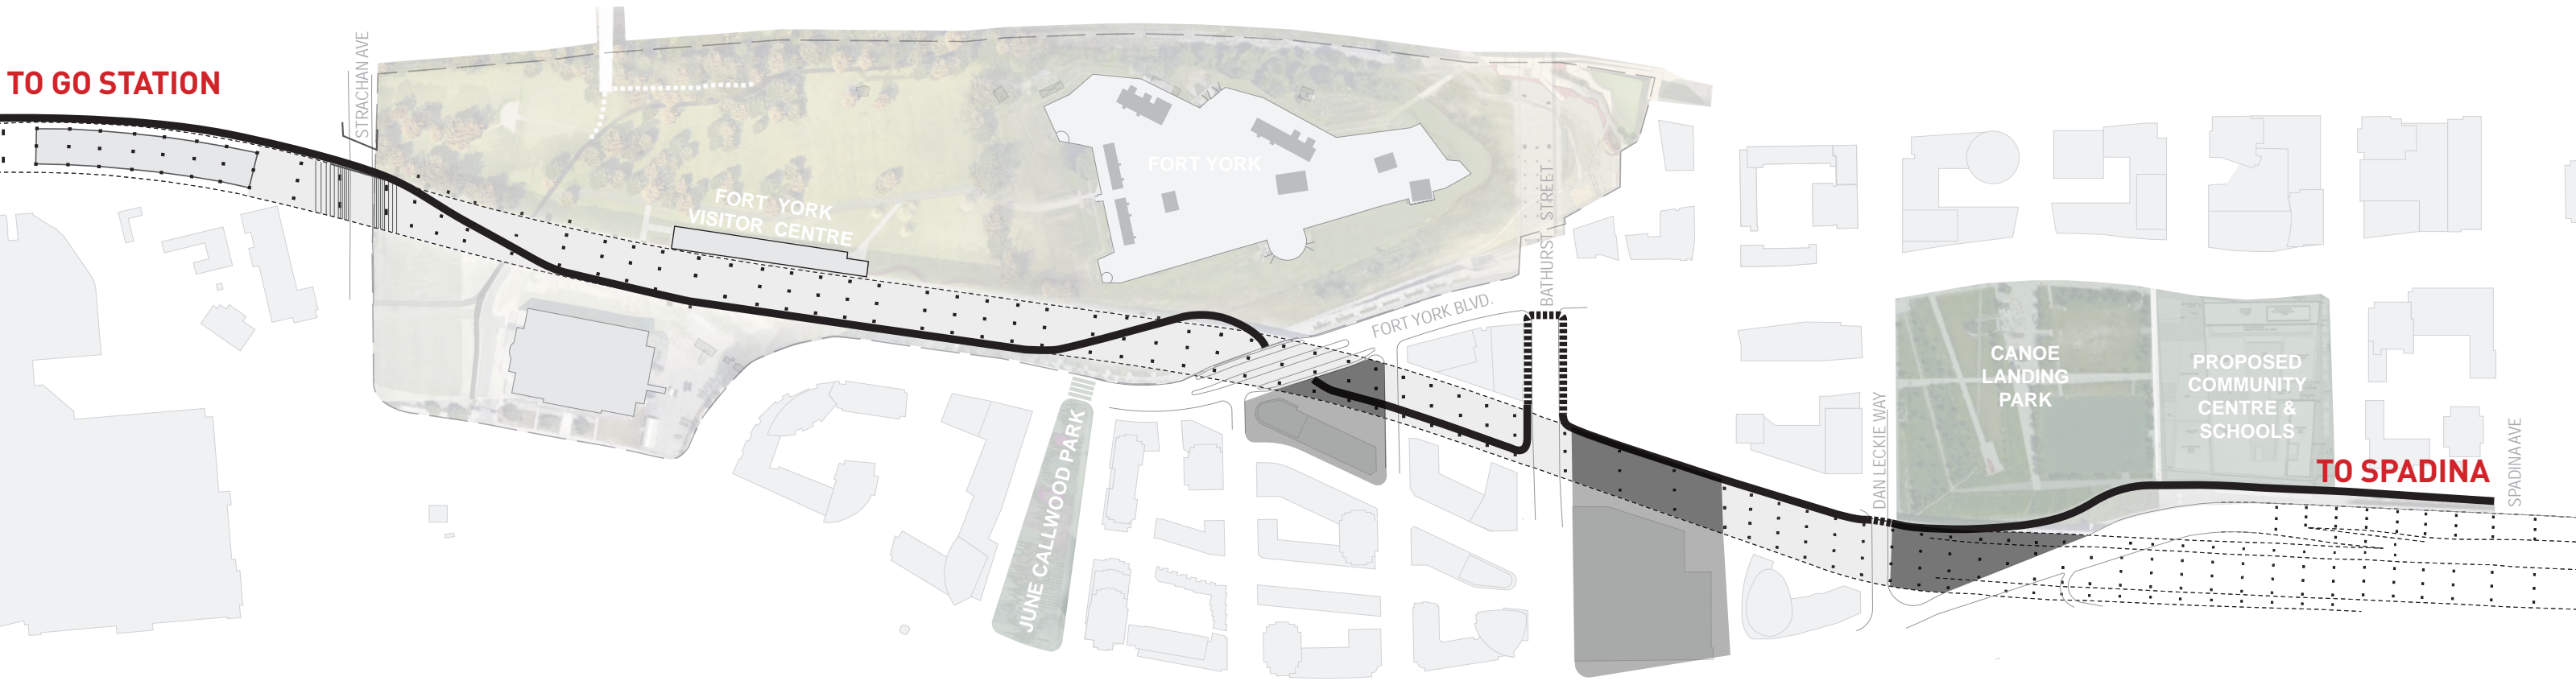 TO GO STATION
STRACHAN AVE
FORT YORK
VISITOR CENTRE
FORT YORK
BATHURST STREET
FORT YORK BLVD.
JUNE CALLWOOD PARK
DAN LECKIE WAY
CANOE
LANDING
PARK
PROPOSED
COMMUNITY
CENTRE &
SCHOOLS
TO SPADINA
SPADINA AVE